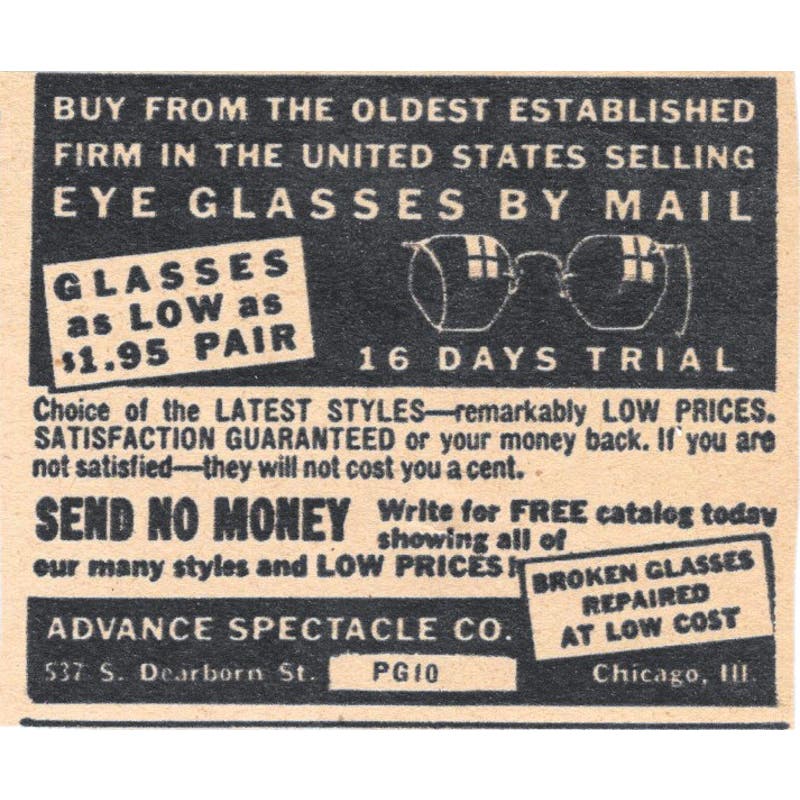 BUY FROM THE OLDEST ESTABLISHED
FIRM IN THE UNITED STATES SELLING
EYE GLASSES BY MAIL
GLASSES
as LOW as
$1.95 PAIR
16 DAYS TRIAL
Choice of the LATEST STYLES—remarkably LOW PRICES.
SATISFACTION GUARANTEED or your money back. If you are
not satisfied—they will not cost you a cent.
SEND NO MONEY Write for FREE catalog today
showing all of
our many styles and LOW PRICES!
BROKEN GLASSES
REPAIRED
AT LOW COST
ADVANCE SPECTACLE CO.
537 S. Dearborn St. PG10 Chicago, Ill.